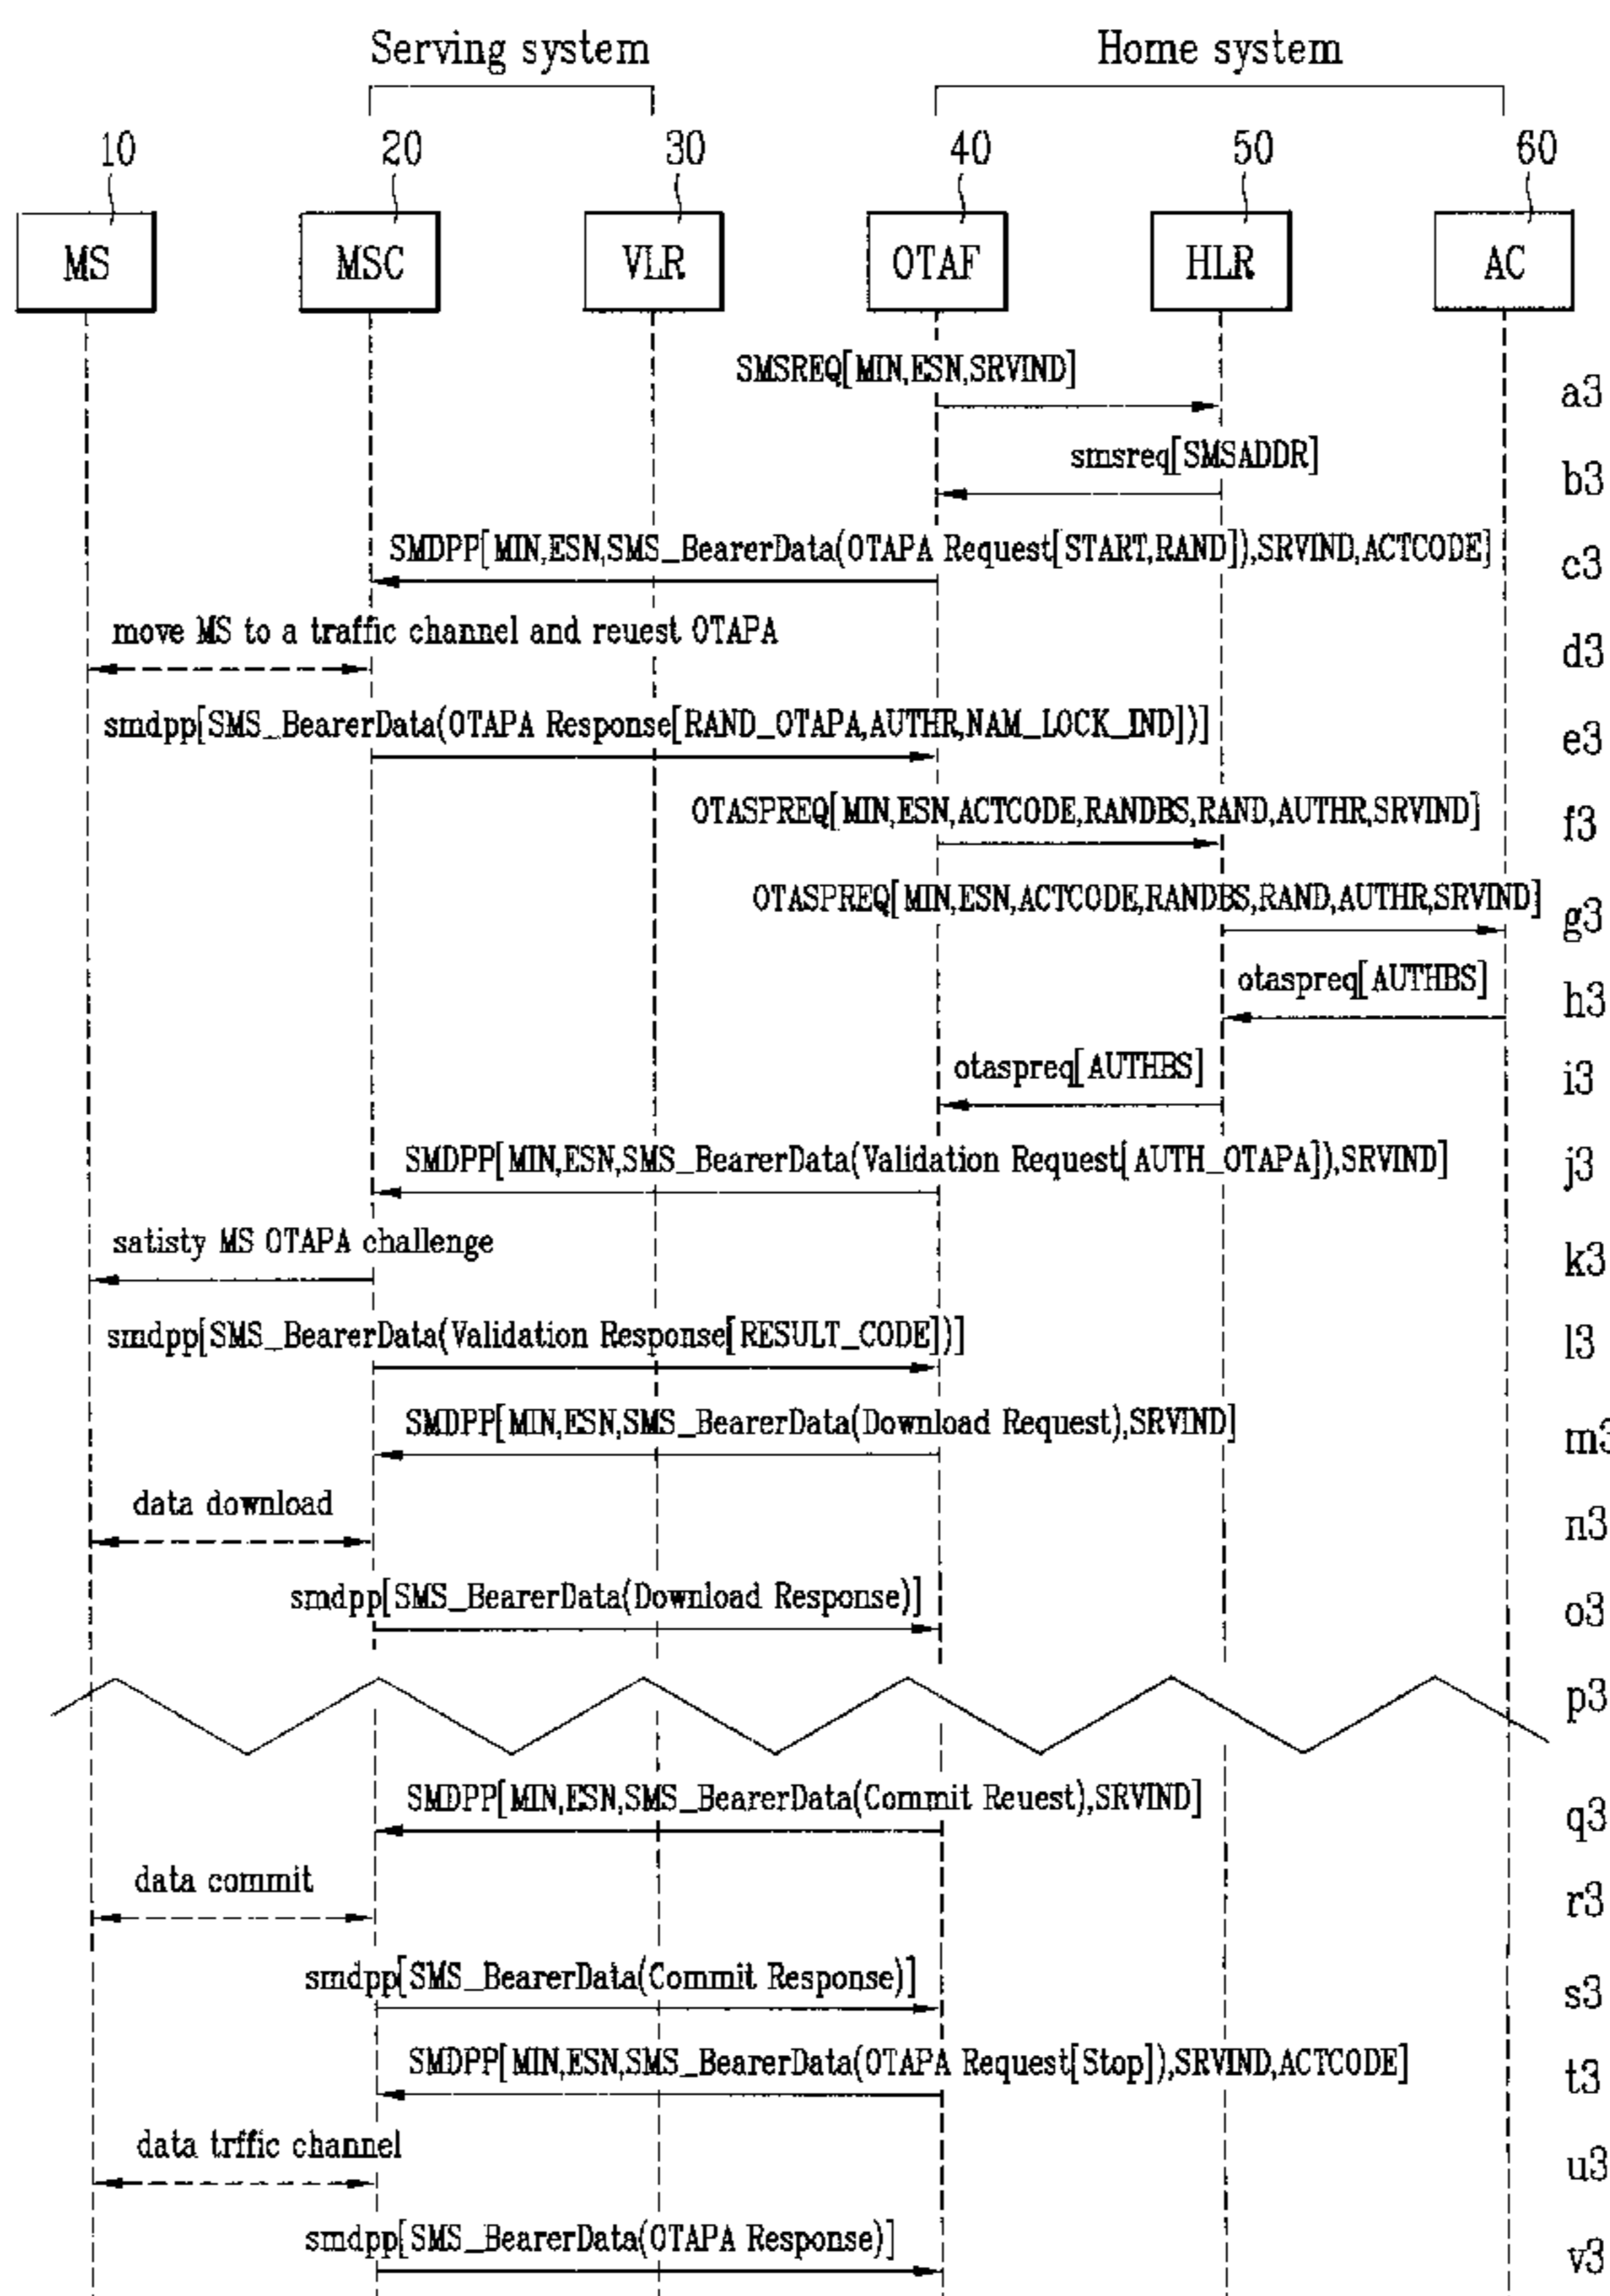 Serving system Home system
10 20 30 40 50 60
MS MSC VLR OTAF HLR AC
SMSREQ[MIN,ESN,SRVIND]
a3
smsreq[SMSADDR]
b3
SMDPP[MIN,ESN,SMS_BearerData(OTAPA Request[START,RAND]),SRVIND,ACTCODE]
c3
move MS to a traffic channel and reuest OTAPA
d3
smdpp[SMS_BearerData(OTAPA Response[RAND_OTAPA,AUTHR,NAM_LOCK_IND])]
e3
OTASPREQ[MIN,ESN,ACTCODE,RANDBS,RAND,AUTHR,SRVIND]
f3
OTASPREQ[MIN,ESN,ACTCODE,RANDBS,RAND,AUTHR,SRVIND]
g3
otaspreq[AUTHBS]
h3
otaspreq[AUTHBS]
i3
SMDPP[MIN,ESN,SMS_BearerData(Validation Request[AUTH_OTAPA]),SRVIND]
j3
satisty MS OTAPA challenge
k3
smdpp[SMS_BearerData(Validation Response[RESULT_CODE])]
l3
SMDPP[MIN,ESN,SMS_BearerData(Download Request),SRVIND]
m3
data download
n3
smdpp[SMS_BearerData(Download Response)]
o3
p3
SMDPP[MIN,ESN,SMS_BearerData(Commit Reuest),SRVIND]
q3
data commit
r3
smdpp[SMS_BearerData(Commit Response)]
s3
SMDPP[MIN,ESN,SMS_BearerData(OTAPA Request[Stop]),SRVIND,ACTCODE]
t3
data trffic channel
u3
smdpp[SMS_BearerData(OTAPA Response)]
v3